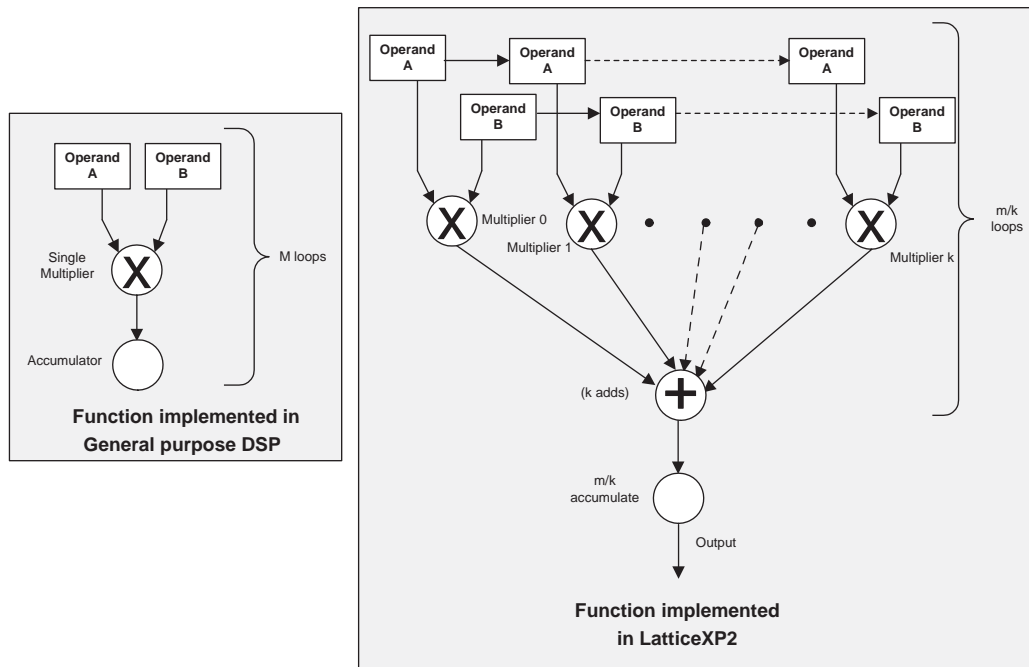 Operand
A
Operand
B
Single
Multiplier
X
M loops
Accumulator
Function implemented in
General purpose DSP
Operand
A
Operand
A
Operand
A
Operand
B
Operand
B
Operand
B
X
Multiplier 0
X
Multiplier 1
X
Multiplier k
m/k
loops
(k adds)
+
m/k
accumulate
Output
Function implemented
in LatticeXP2